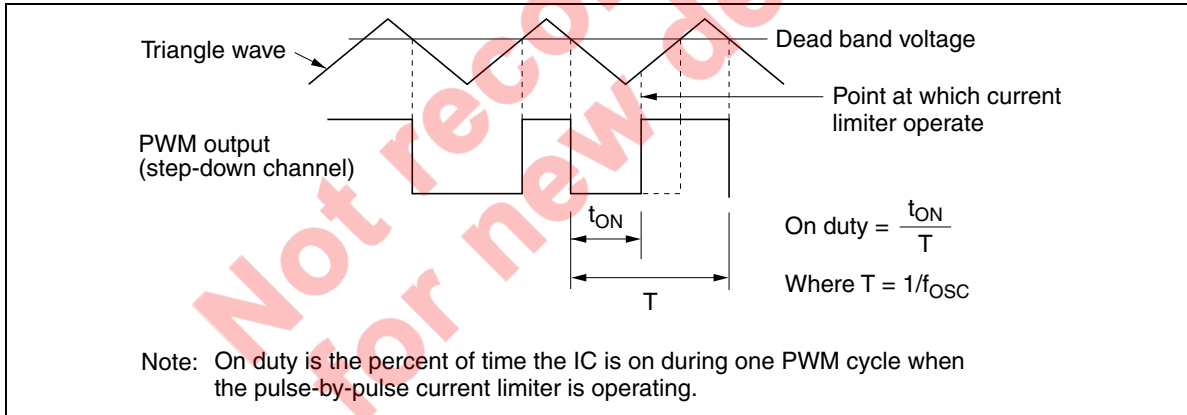 Triangle wave
Dead band voltage
Point at which current
limiter operate
PWM output
(step-down channel)
tON
T
On duty = tON
T
Where T = 1/fOSC
Note: On duty is the percent of time the IC is on during one PWM cycle when
the pulse-by-pulse current limiter is operating.
Not reco
for new de